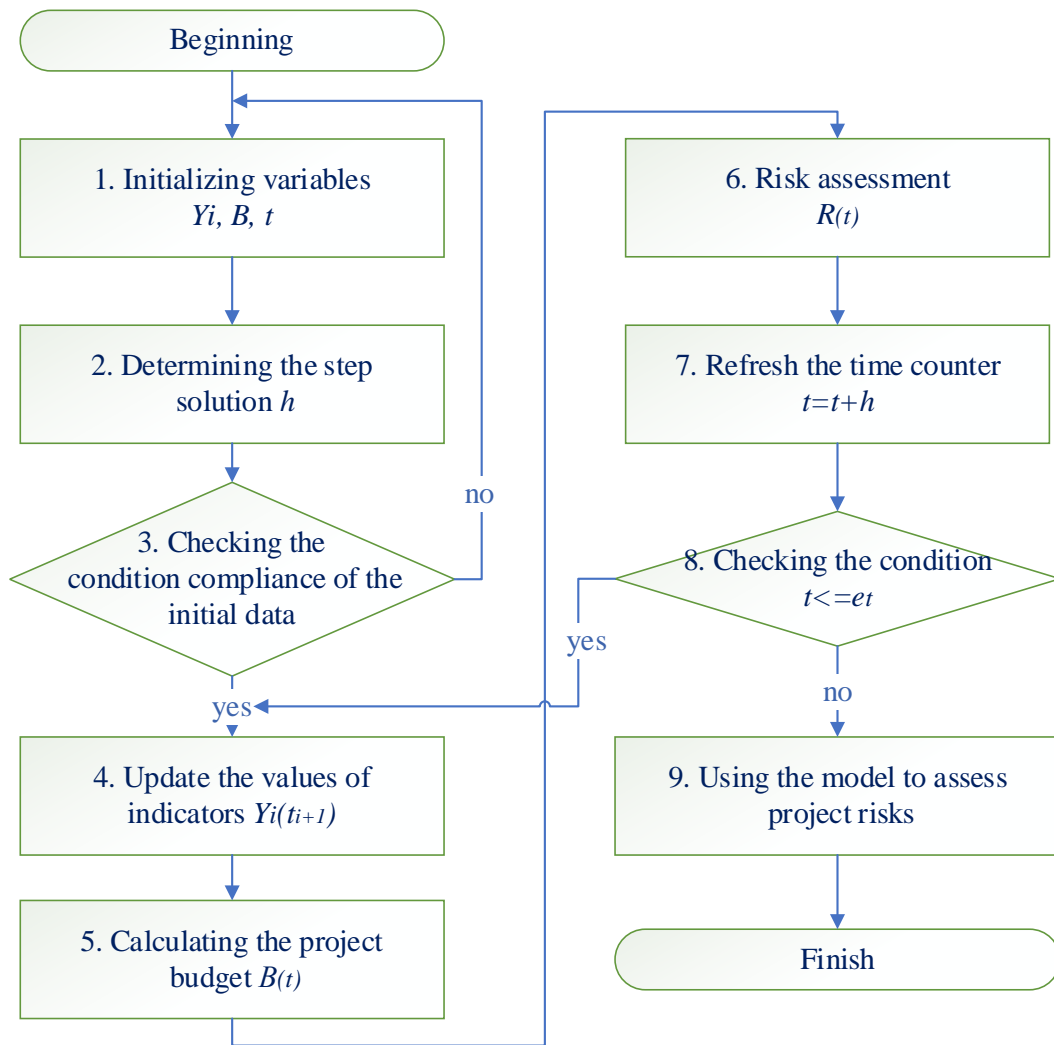 Beginning
1. Initializing variables
Yi, B, t
2. Determining the step
solution h
3. Checking the
condition compliance of the
initial data
no
yes
4. Update the values of
indicators Yi(ti+1)
5. Calculating the project
budget B(t)
6. Risk assessment
R(t)
7. Refresh the time counter
t=t+h
8. Checking the condition
t<=et
yes
no
9. Using the model to assess
project risks
Finish